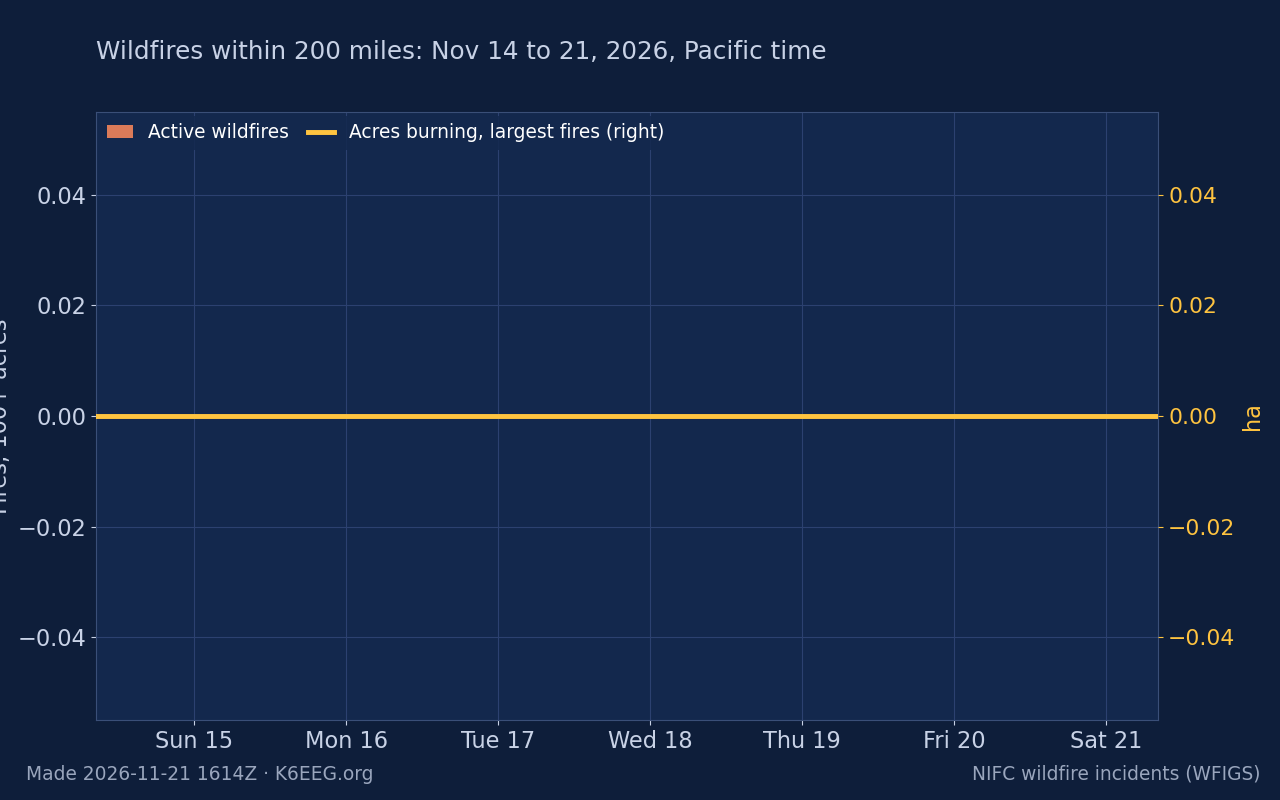 Wildfires within 200 miles: Nov 14 to 21, 2026, Pacific time
Active wildfires
Acres burning, largest fires (right)
0.04
0.02
0.00
−0.02
−0.04
0.04
0.02
0.00
−0.02
−0.04
ha
Sun 15
Mon 16
Tue 17
Wed 18
Thu 19
Fri 20
Sat 21
Made 2026-11-21 1614Z · K6EEG.org
NIFC wildfire incidents (WFIGS)